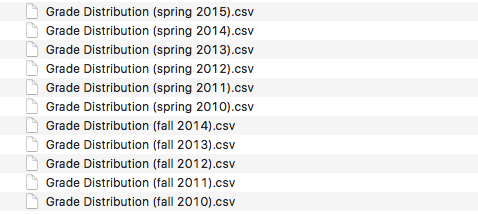 Grade Distribution (spring 2015).csv
Grade Distribution (spring 2014).csv
Grade Distribution (spring 2013).csv
Grade Distribution (spring 2012).csv
Grade Distribution (spring 2011).csv
Grade Distribution (spring 2010).csv
Grade Distribution (fall 2014).csv
Grade Distribution (fall 2013).csv
Grade Distribution (fall 2012).csv
Grade Distribution (fall 2011).csv
Grade Distribution (fall 2010).csv